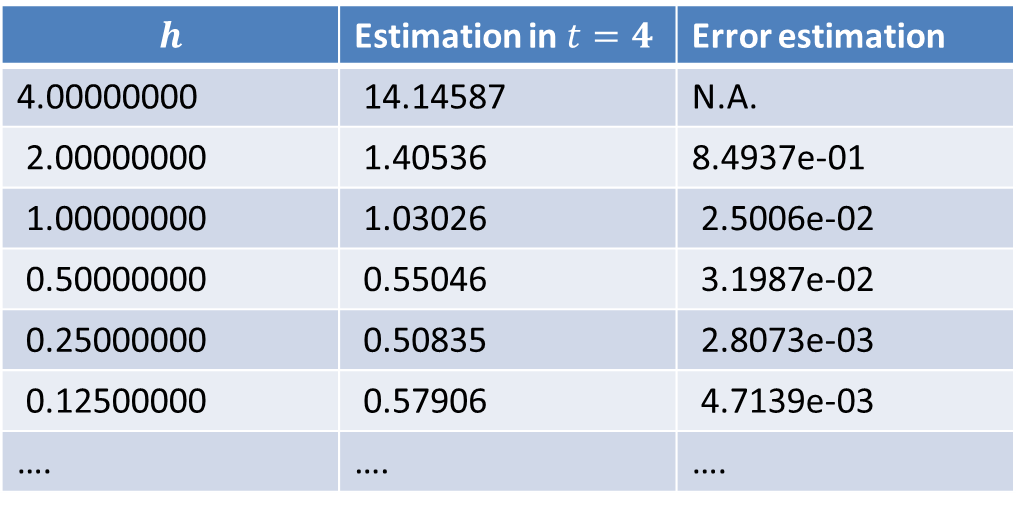 h Estimation in t = 4 Error estimation
4.00000000 14.14587 N.A.
2.00000000 1.40536 8.4937e-01
1.00000000 1.03026 2.5006e-02
0.50000000 0.55046 3.1987e-02
0.25000000 0.50835 2.8073e-03
0.12500000 0.57906 4.7139e-03
.... .... ....